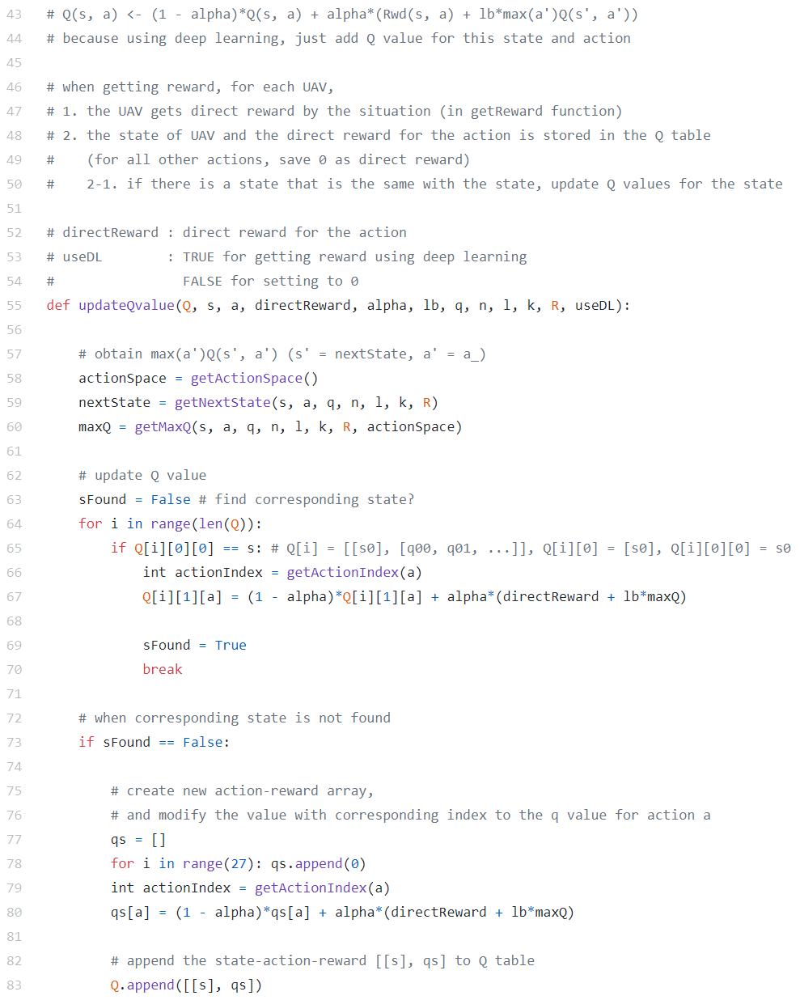 43 # Q(s, a) <- (1 - alpha)*Q(s, a) + alpha*(Rwd(s, a) + lb*max(a')Q(s', a'))
44 # because using deep learning, just add Q value for this state and action
45
46 # when getting reward, for each UAV,
47 # 1. the UAV gets direct reward by the situation (in getReward function)
48 # 2. the state of UAV and the direct reward for the action is stored in the Q table
49 #    (for all other actions, save 0 as direct reward)
50 #    2-1. if there is a state that is the same with the state, update Q values for the state
51
52 # directReward : direct reward for the action
53 # useDL        : TRUE for getting reward using deep learning
54 #                FALSE for setting to 0
55 def updateQvalue(Q, s, a, directReward, alpha, lb, q, n, l, k, R, useDL):
56
57     # obtain max(a')Q(s', a') (s' = nextState, a' = a_)
58     actionSpace = getActionSpace()
59     nextState = getNextState(s, a, q, n, l, k, R)
60     maxQ = getMaxQ(s, a, q, n, l, k, R, actionSpace)
61
62     # update Q value
63     sFound = False # find corresponding state?
64     for i in range(len(Q)):
65         if Q[i][0][0] == s: # Q[i] = [[s0], [q00, q01, ...]], Q[i][0] = [s0], Q[i][0][0] = s0
66             int actionIndex = getActionIndex(a)
67             Q[i][1][a] = (1 - alpha)*Q[i][1][a] + alpha*(directReward + lb*maxQ)
68
69             sFound = True
70             break
71
72     # when corresponding state is not found
73     if sFound == False:
74
75         # create new action-reward array,
76         # and modify the value with corresponding index to the q value for action a
77         qs = []
78         for i in range(27): qs.append(0)
79         int actionIndex = getActionIndex(a)
80         qs[a] = (1 - alpha)*qs[a] + alpha*(directReward + lb*maxQ)
81
82         # append the state-action-reward [[s], qs] to Q table
83         Q.append([[s], qs])